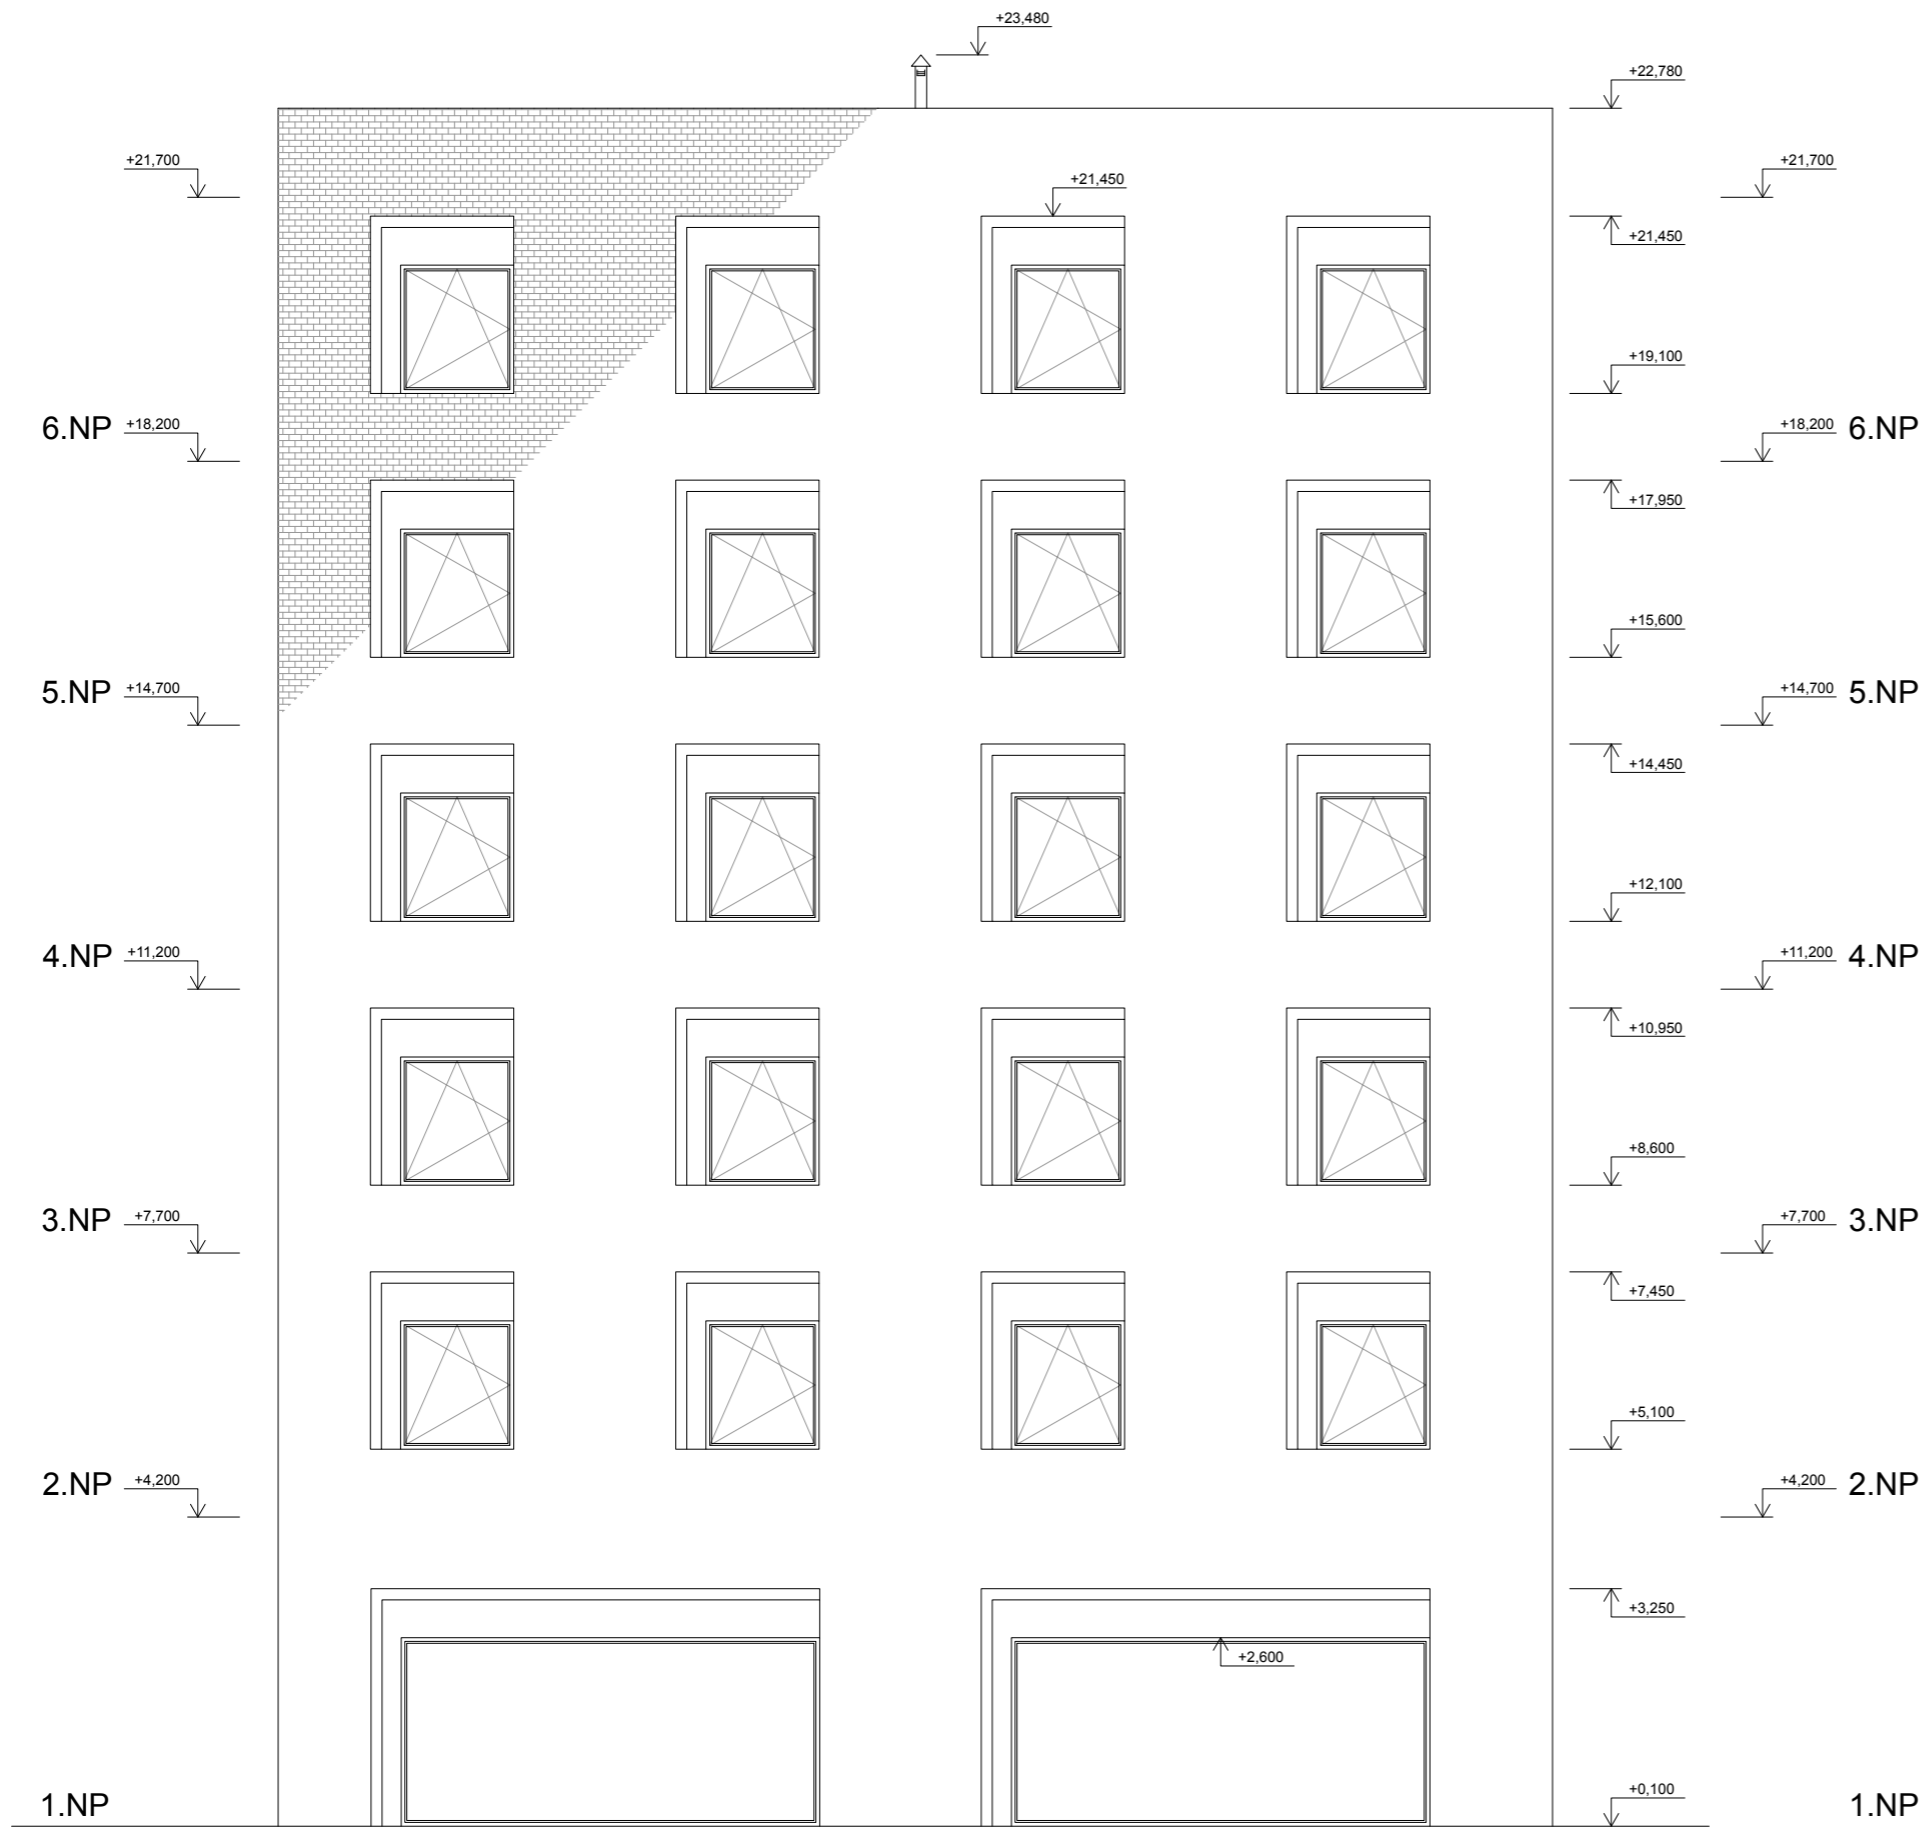 +23,480
+22,780
+21,700
+21,700
+21,450
+21,450
+19,100
6.NP +18,200
+18,200 6.NP
+17,950
+15,600
5.NP +14,700
+14,700 5.NP
+14,450
+12,100
4.NP +11,200
+11,200 4.NP
+10,950
+8,600
3.NP +7,700
+7,700 3.NP
+7,450
+5,100
2.NP +4,200
+4,200 2.NP
+3,250
+2,600
+0,100
1.NP
1.NP